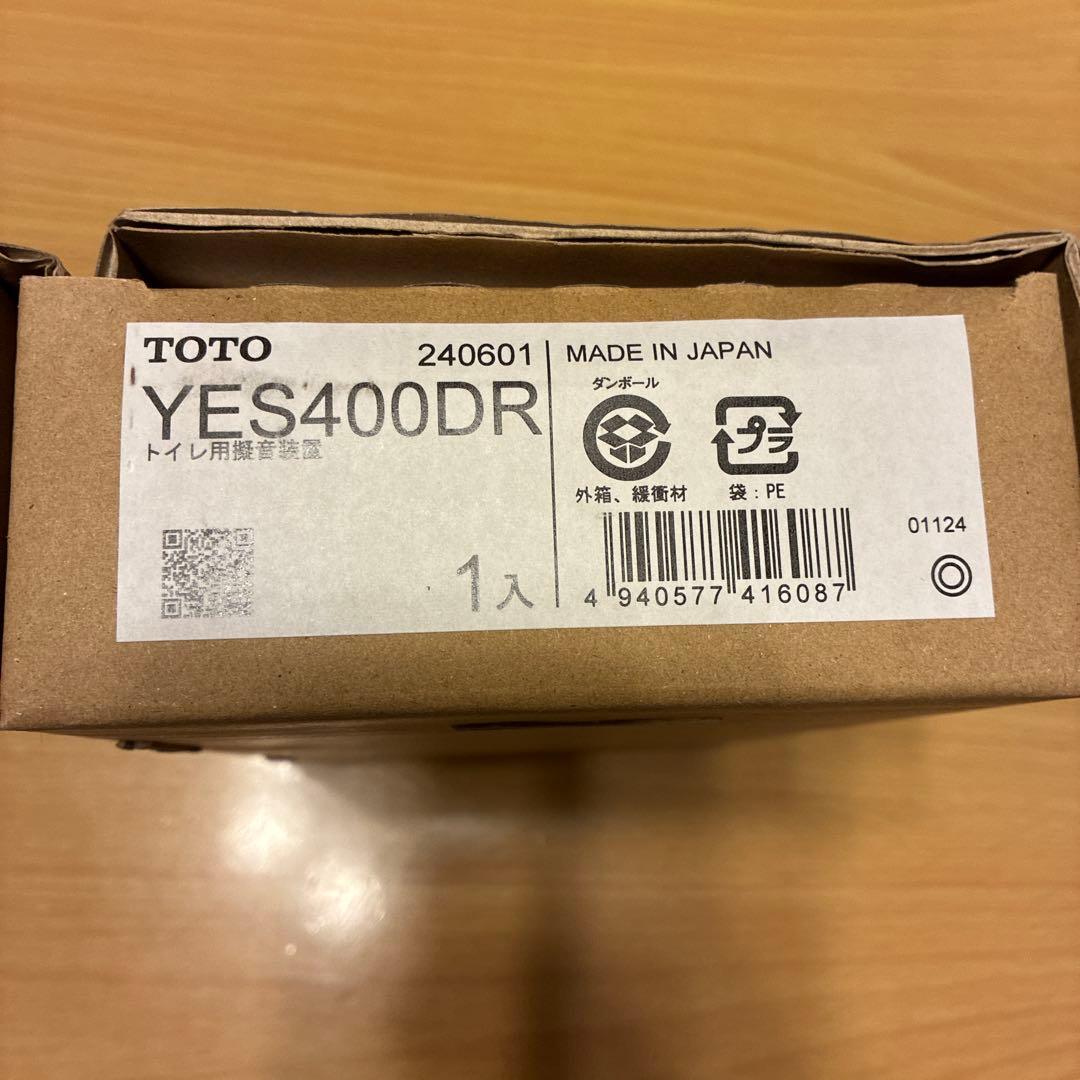 TOTO 240601
YES400DR
トイレ用擬音装置
1入
MADE IN JAPAN
ダンボール
プラ
外箱、緩衝材 袋：PE
4 940577 416087
01124